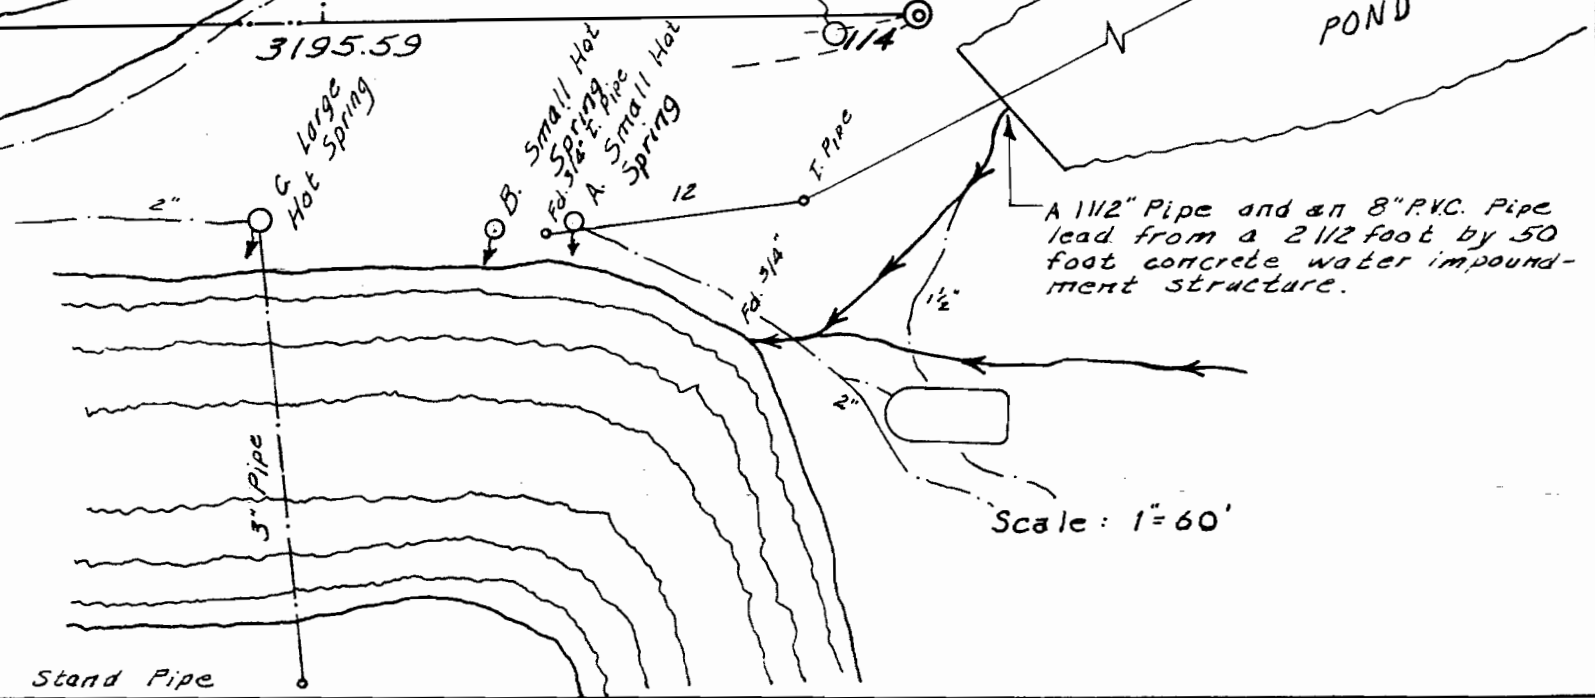 POND
3195.59
114
C Large
Hot Spring
B. Small Hot
Spring
Fd. 3/4" I. Pipe
A. Small Hot
Spring
I. Pipe
12
2"
A 1 1/2" Pipe and an 8" P.V.C. Pipe
lead from a 2 1/2 foot by 50
foot concrete water impound-
ment structure.
Fd. 3/4"
1½"
2"
3" Pipe
Scale: 1"=60'
Stand Pipe